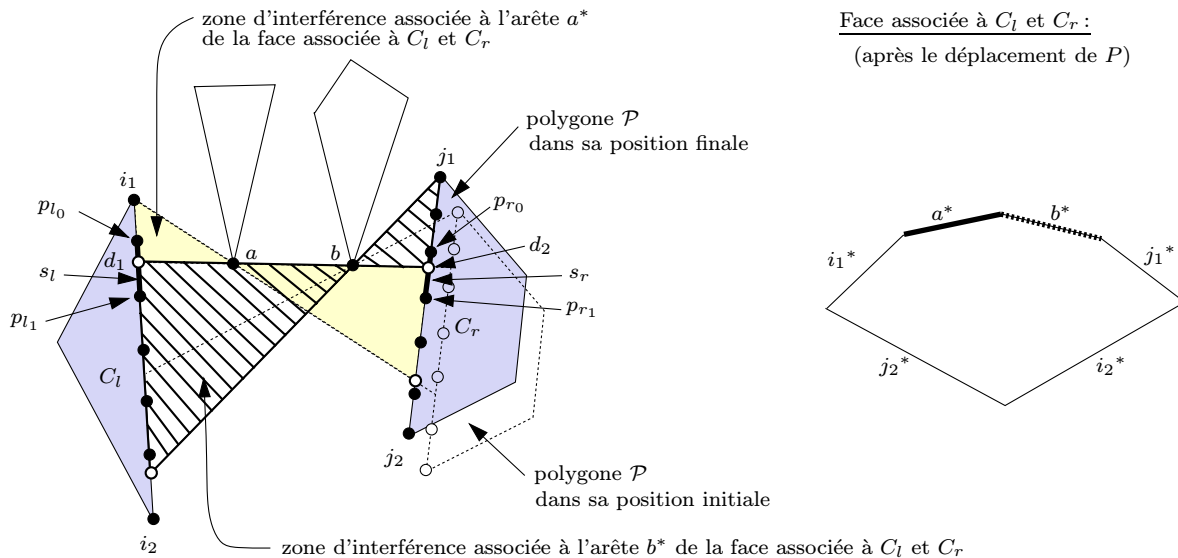 zone d'interférence associée à l'arête a*
de la face associée à C_l et C_r
Face associée à C_l et C_r :
(après le déplacement de P)
polygone 𝒫
dans sa position finale
i_1
j_1
p_{l_0}
p_{r_0}
a
b
d_1
d_2
s_l
s_r
p_{l_1}
p_{r_1}
C_l
C_r
a*
b*
i_1*
j_1*
j_2*
i_2*
j_2
polygone 𝒫
dans sa position initiale
i_2
zone d'interférence associée à l'arête b* de la face associée à C_l et C_r